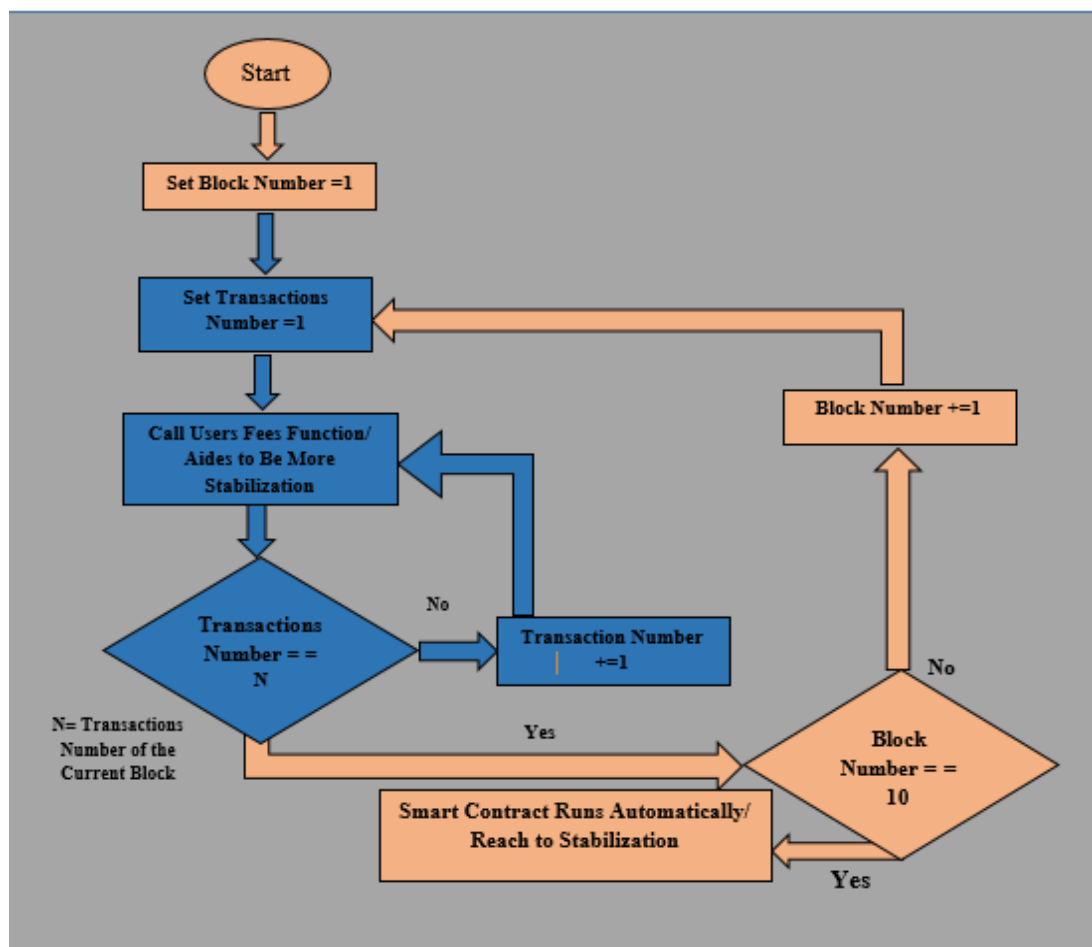 Start
Set Block Number =1
Set Transactions
Number =1
Block Number +=1
Call Users Fees Function/
Aides to Be More
Stabilization
No
Transactions
Number = =
N
Transaction Number
+=1
No
N= Transactions
Number of the
Current Block
Yes
Block
Number = =
10
Smart Contract Runs Automatically/
Reach to Stabilization
Yes